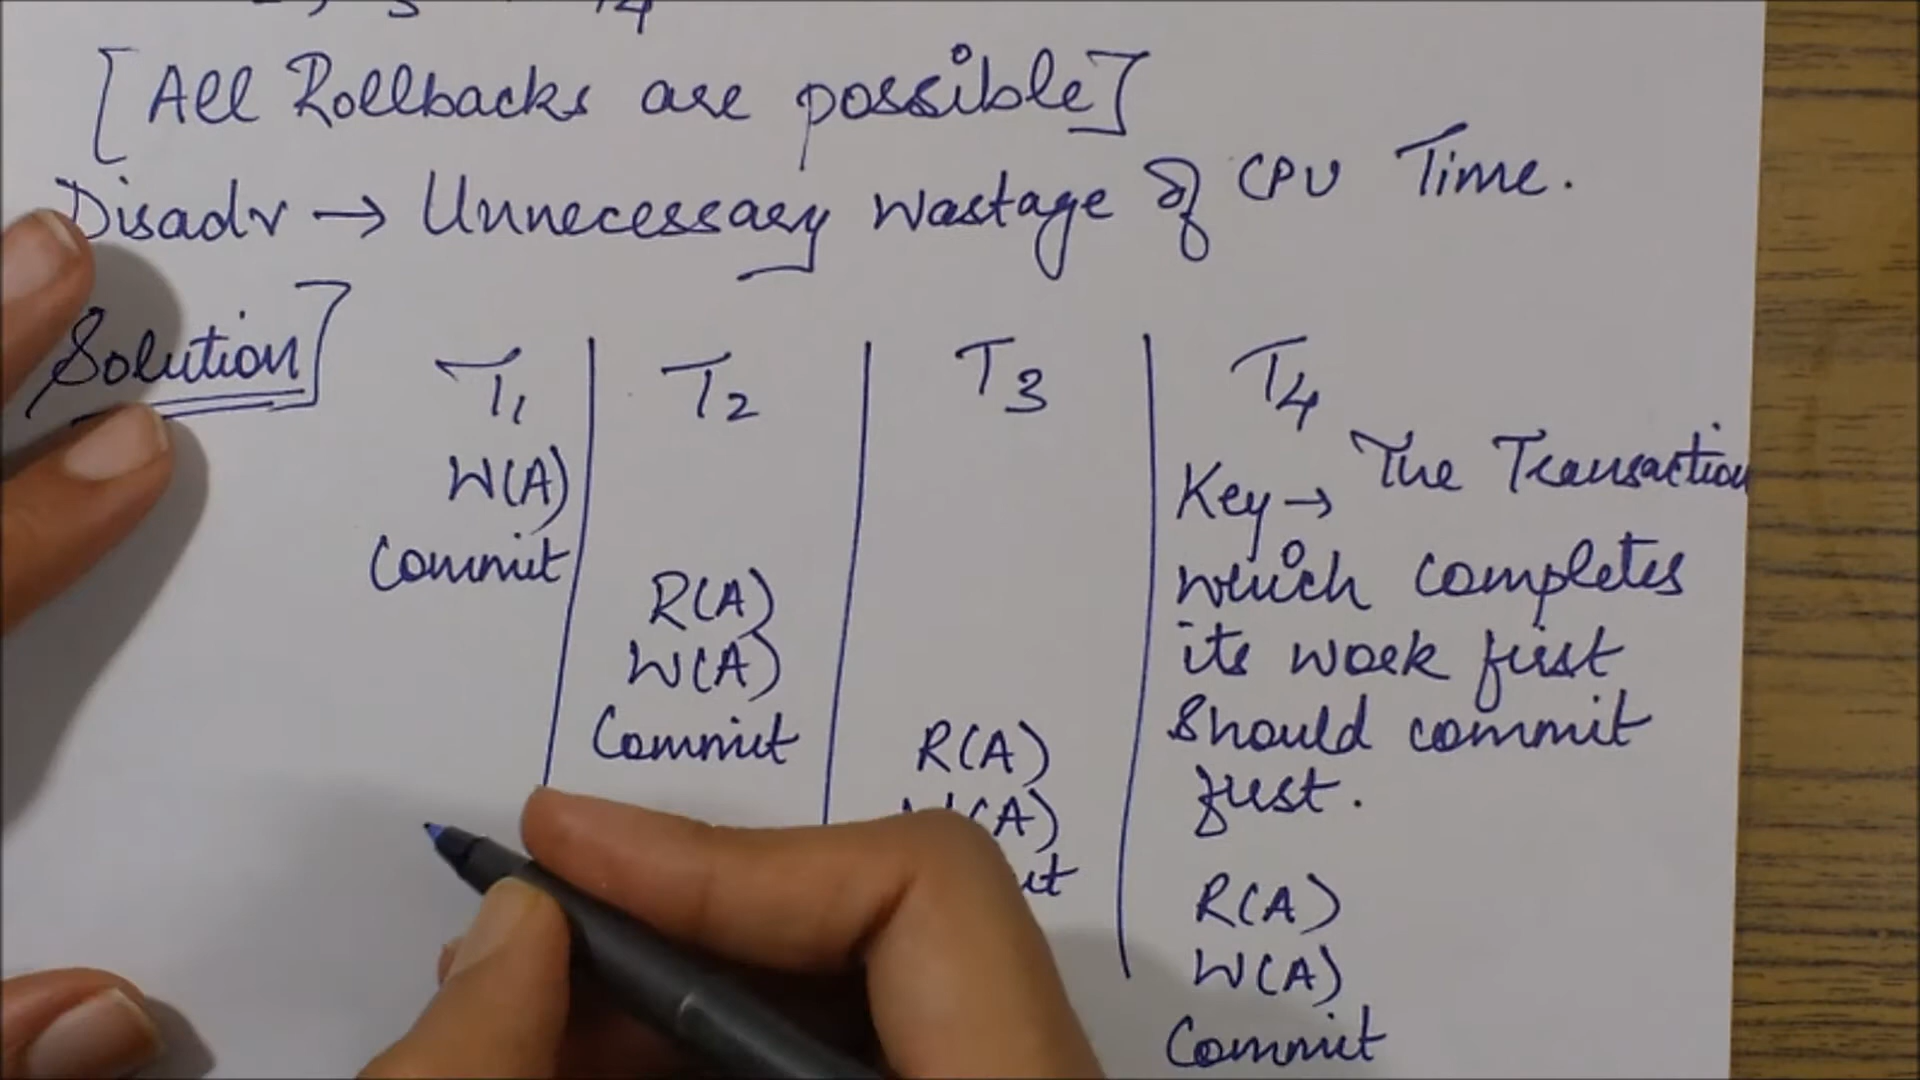 [All Rollbacks are possible]
Disadv → Unnecessary wastage of CPU Time.
Solution]
T1 T2 T3 T4
W(A)
Commit
R(A)
W(A)
Commit
R(A)
(A)
Key → The Transaction
which completes
its work first
should commit
first.
R(A)
W(A)
Commit